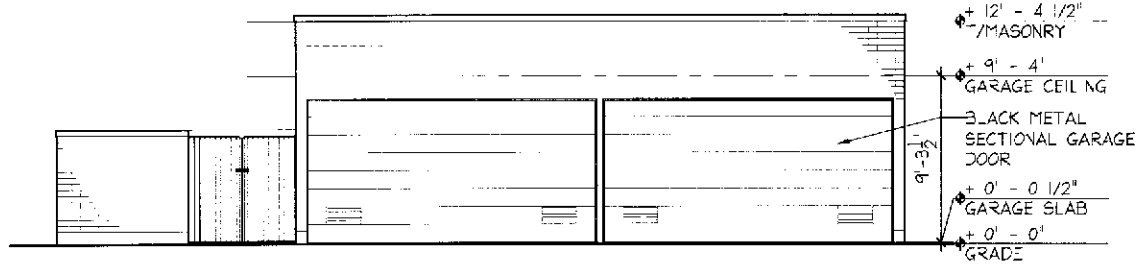 + 12' - 4 1/2"
T/MASONRY
+ 9' - 4"
GARAGE CEILING
BLACK METAL
SECTIONAL GARAGE
DOOR
9'-3 1/2"
+ 0' - 0 1/2"
GARAGE SLAB
+ 0' - 0"
GRADE